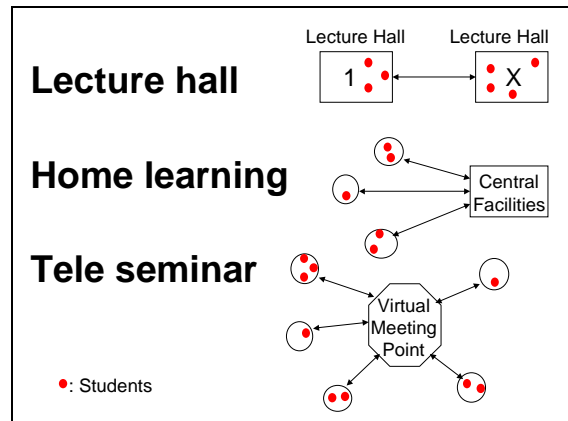 Lecture Hall
Lecture Hall
Lecture hall
1
X
Home learning
Central
Facilities
Tele seminar
Virtual
Meeting
Point
: Students